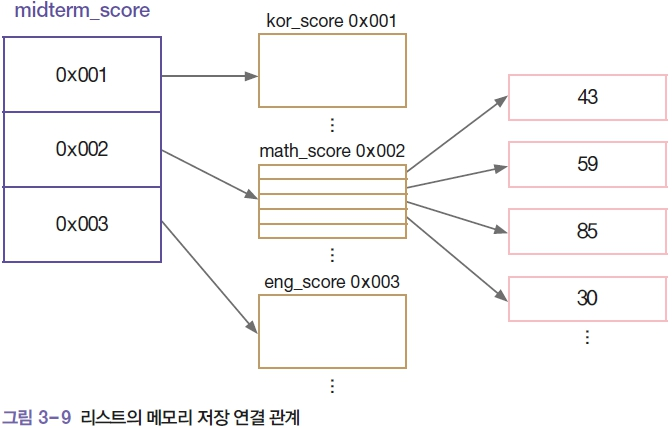 midterm_score
kor_score 0x001
0x001
43
⋮
0x002
math_score 0x002
59
0x003
85
⋮
eng_score 0x003
30
⋮
⋮
그림 3-9 리스트의 메모리 저장 연결 관계